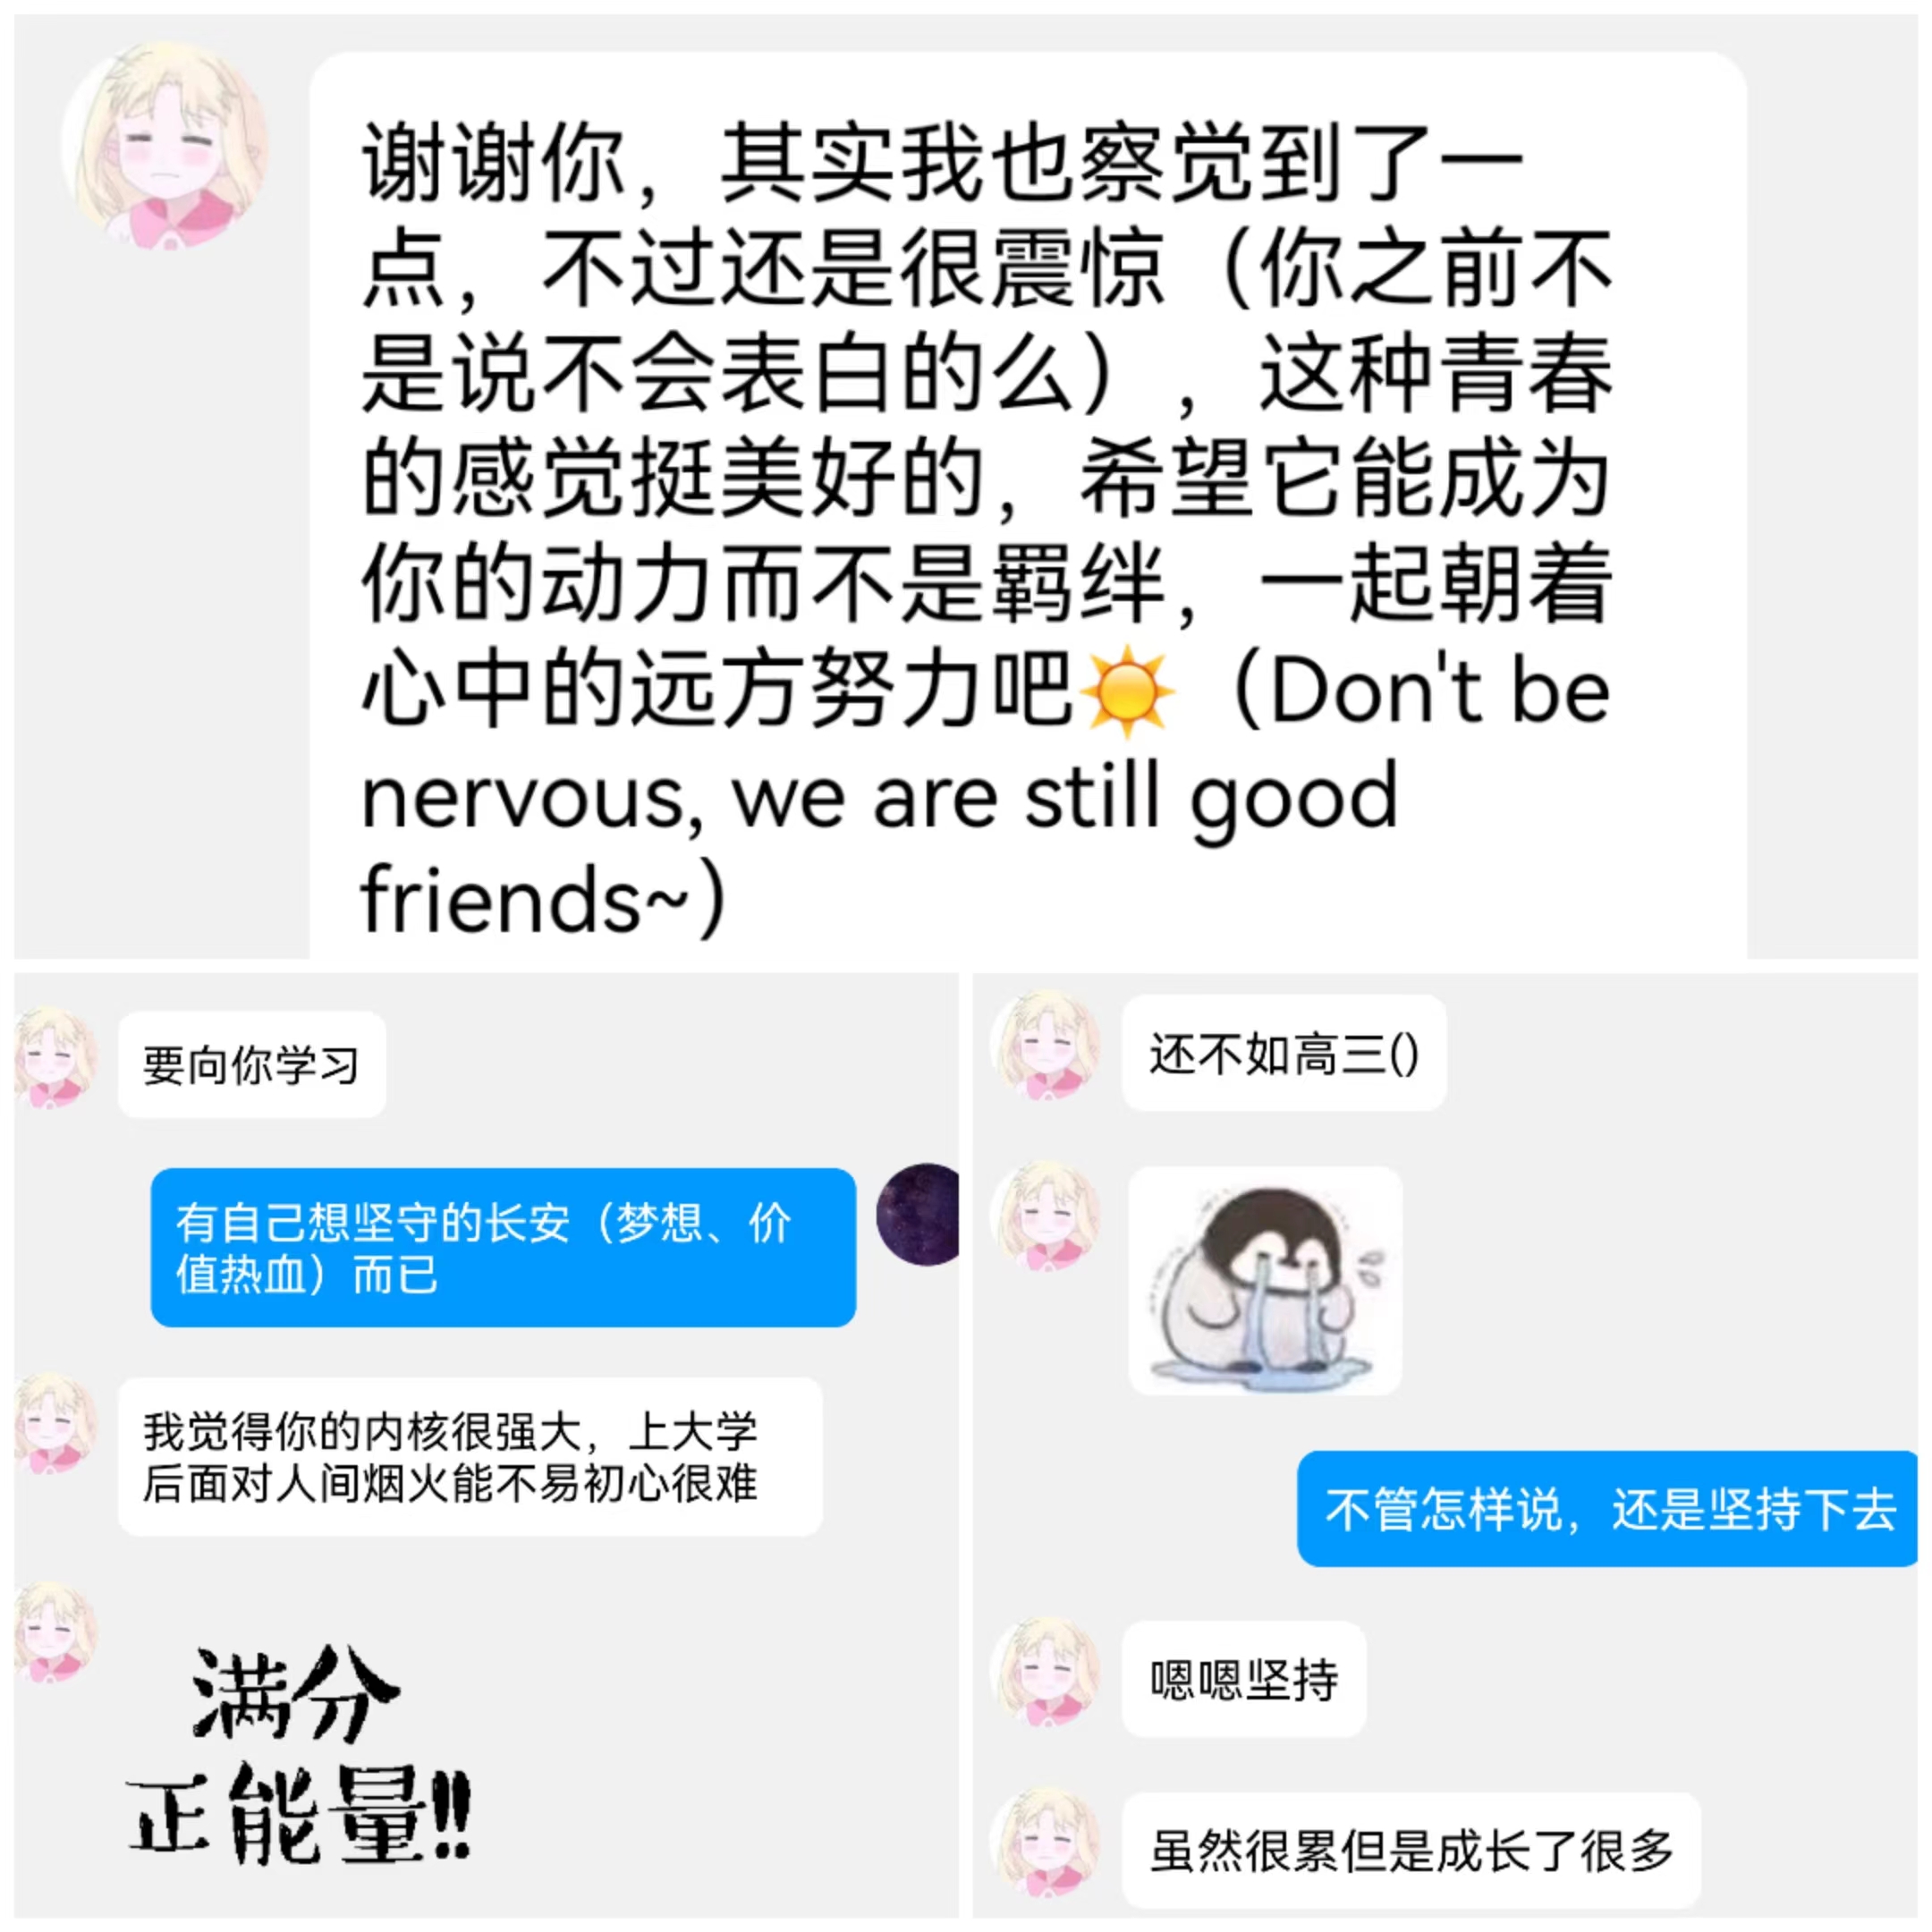 谢谢你，其实我也察觉到了一
点，不过还是很震惊（你之前不
是说不会表白的么），这种青春
的感觉挺美好的，希望它能成为
你的动力而不是羁绊，一起朝着
心中的远方努力吧☀️（Don't be
nervous, we are still good
friends~）
要向你学习
有自己想坚守的长安（梦想、价
值热血）而已
我觉得你的内核很强大，上大学
后面对人间烟火能不易初心很难
满分
正能量!!
还不如高三()
不管怎样说，还是坚持下去
嗯嗯坚持
虽然很累但是成长了很多